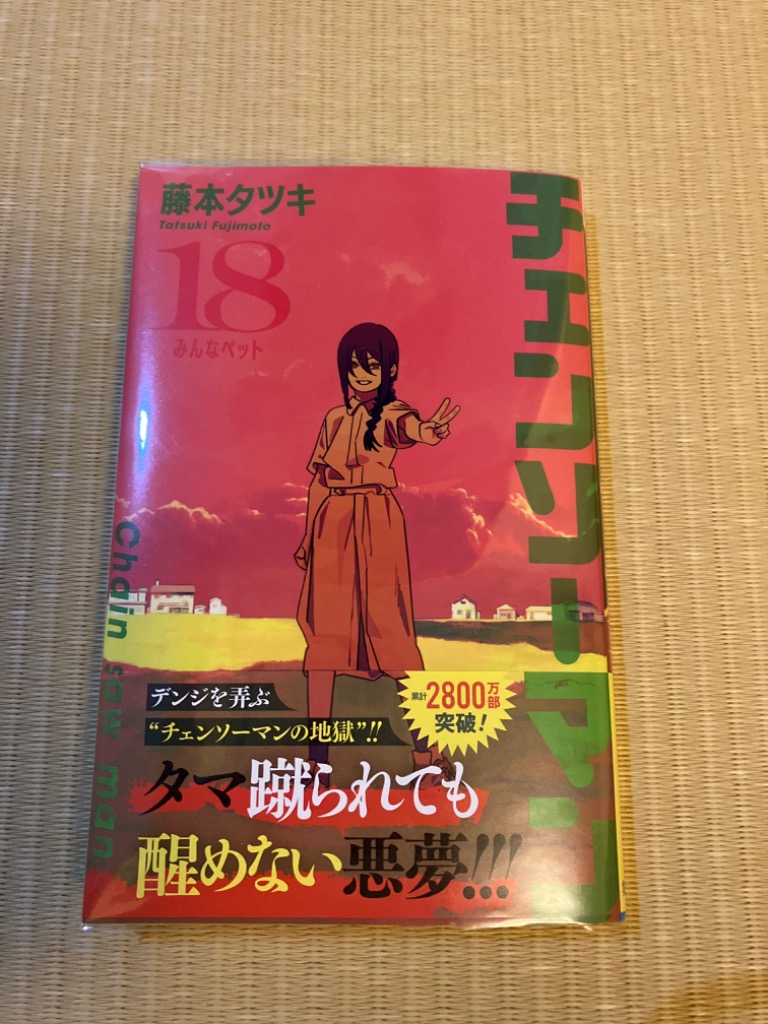 藤本タツキ
Tatsuki Fujimoto
18
みんなペット
チェンソーマン
Chain saw man
デンジを弄ぶ
“チェンソーマンの地獄”!!
累計2800万部
突破!
タマ蹴られても
醒めない悪夢!!!